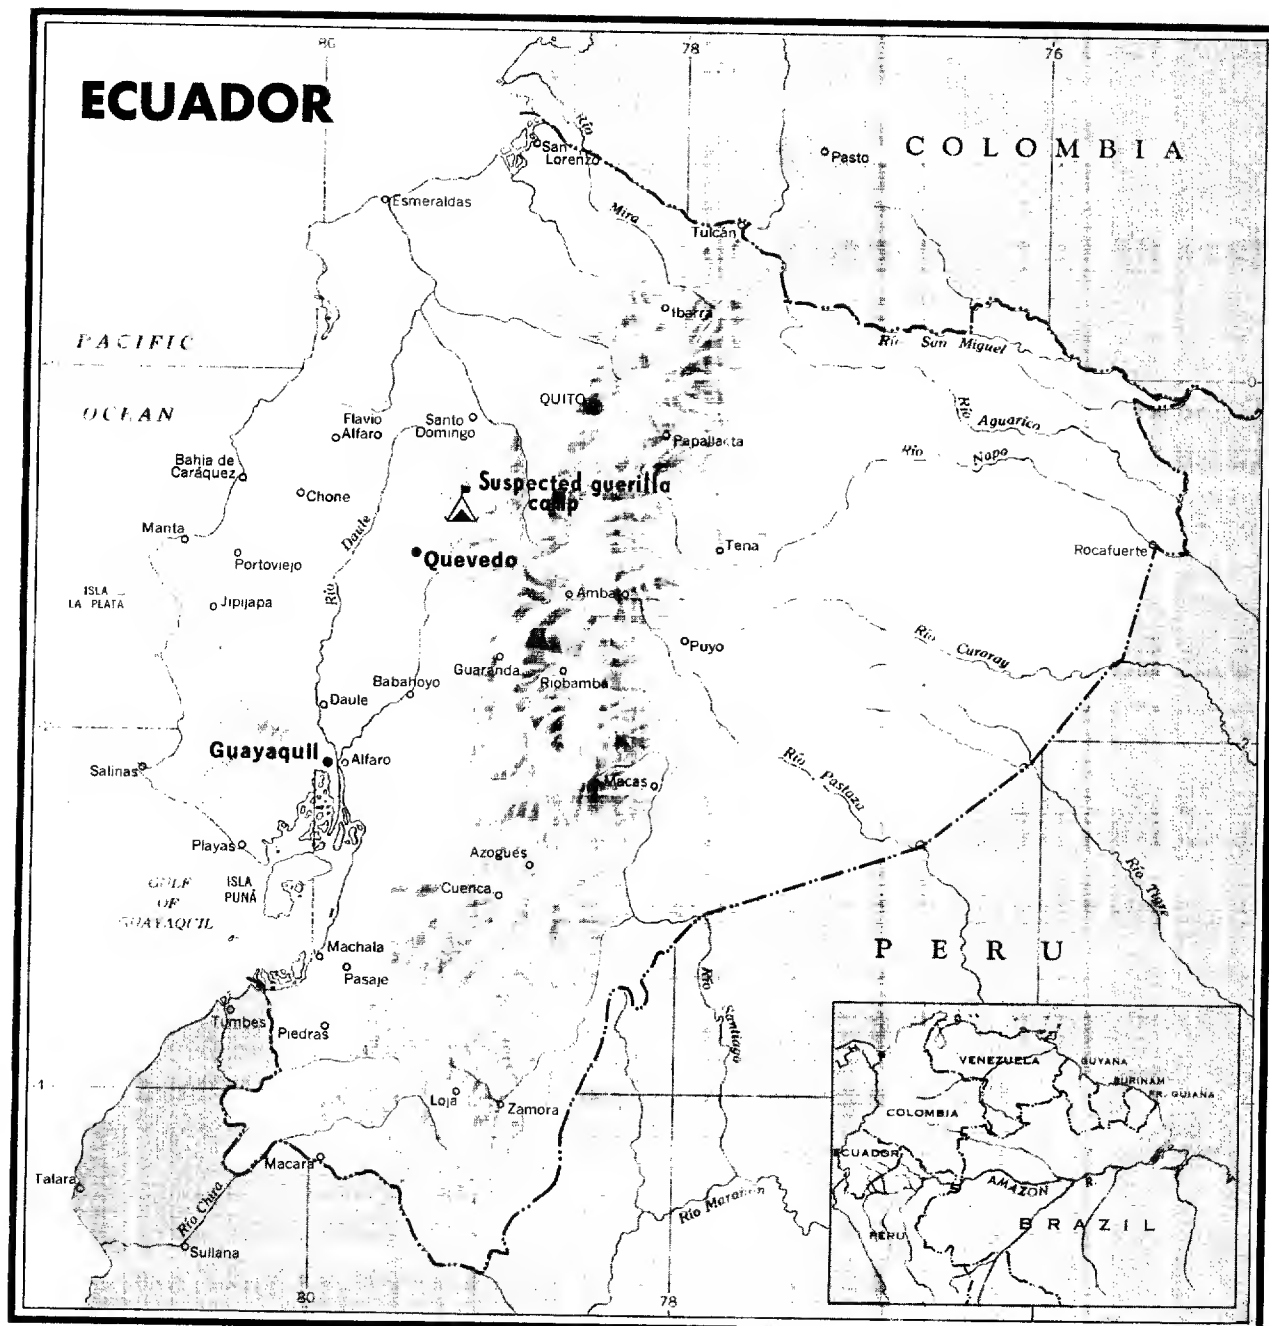 80
78
76
ECUADOR
COLOMBIA
Río
San
Lorenzo
Pasto
Esmeraldas
Mira
Tulcán
Ibarra
PACIFIC
OCEAN
Río San Miguel
0
QUITO
Flavio
Alfaro
Santo
Domingo
Papallacta
Río Aguarico
Río Napo
Bahia de
Caráquez
Chone
Suspected guerilla
camp
Manta
Portoviejo
Río Daule
Quevedo
Tena
Rocafuerte
ISLA
LA PLATA
Jipijapa
Ambato
Puyo
Río Curaray
Guaranda
Riobamba
Babahoyo
Daule
Guayaquil
Alfaro
2
Salinas
Macas
Río Pastaza
Playas
Azogues
Cuenca
Río Tigre
GULF
OF
GUAYAQUIL
ISLA
PUNÁ
Machala
Pasaje
PERU
Tumbes
Piedras
Río Santiago
Loja
Zamora
Macará
Talara
Río Chira
Sullana
Río Marañón
80
78
VENEZUELA
GUYANA
SURINAM
FR. GUIANA
COLOMBIA
ECUADOR
AMAZON
R.
PERU
BRAZIL